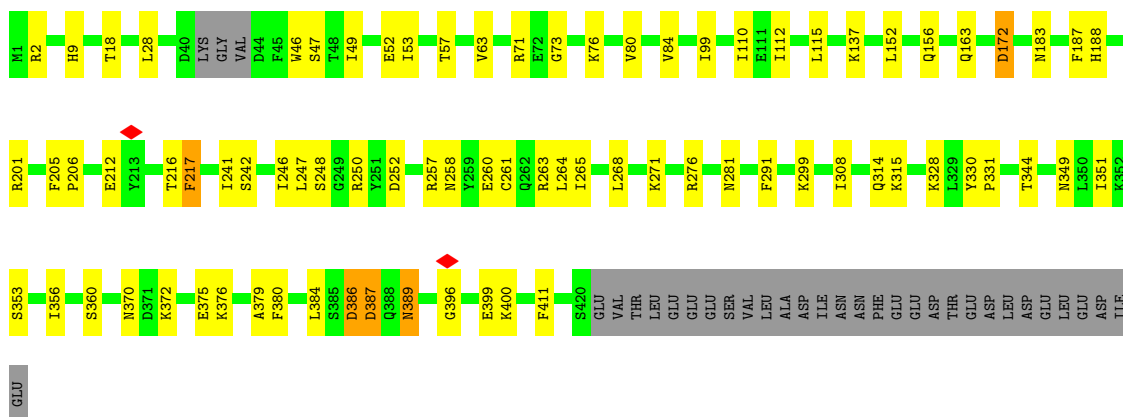 M1 R2 H9 T18 L28 D40 LYS GLY VAL D44 F45 W46 S47 T48 I49 E52 I53 T57 V63 R71 E72 G73 K76 V80 V84 I99 I110 E111 I112 L115 K137 L152 Q156 Q163 D172 N183 F187 H188
R201 F205 P206 E212 Y213 T216 F217 I241 S242 I246 L247 S248 G249 R250 Y251 D252 R257 N258 Y259 E260 C261 Q262 R263 L264 I265 L268 K271 R276 N281 F291 K299 I308 Q314 K315 K328 L329 Y330 P331 T344 N349 L350 I351 K352
S353 I356 S360 N370 D371 K372 E375 K376 A379 F380 L384 S385 D386 D387 Q388 N389 G396 E399 K400 F411 S420 GLU VAL THR LEU GLU GLU GLU SER VAL LEU ALA ASP ILE ASN ASN PHE GLU GLU ASP THR GLU ASP LEU ASP GLU LEU GLU ASP ILE
GLU